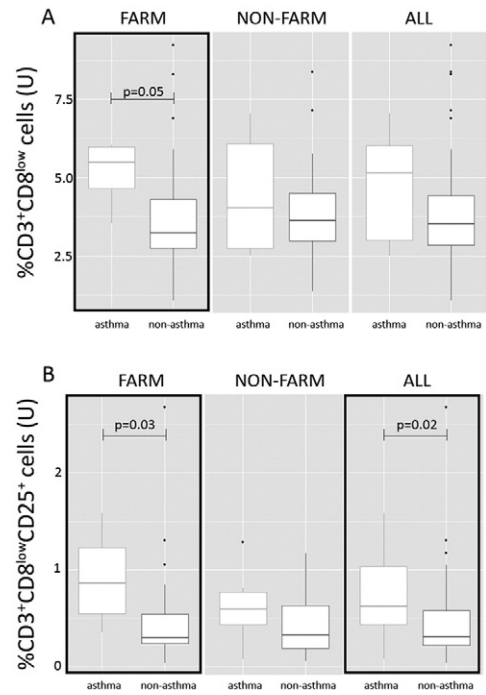 A
FARM NON-FARM ALL
%CD3⁺CD8ˡᵒʷ cells (U)
7.5
p=0.05
5.0
2.5
asthma non-asthma asthma non-asthma asthma non-asthma
B
FARM NON-FARM ALL
%CD3⁺CD8ˡᵒʷCD25⁺ cells (U)
p=0.03 p=0.02
2
1
0
asthma non-asthma asthma non-asthma asthma non-asthma